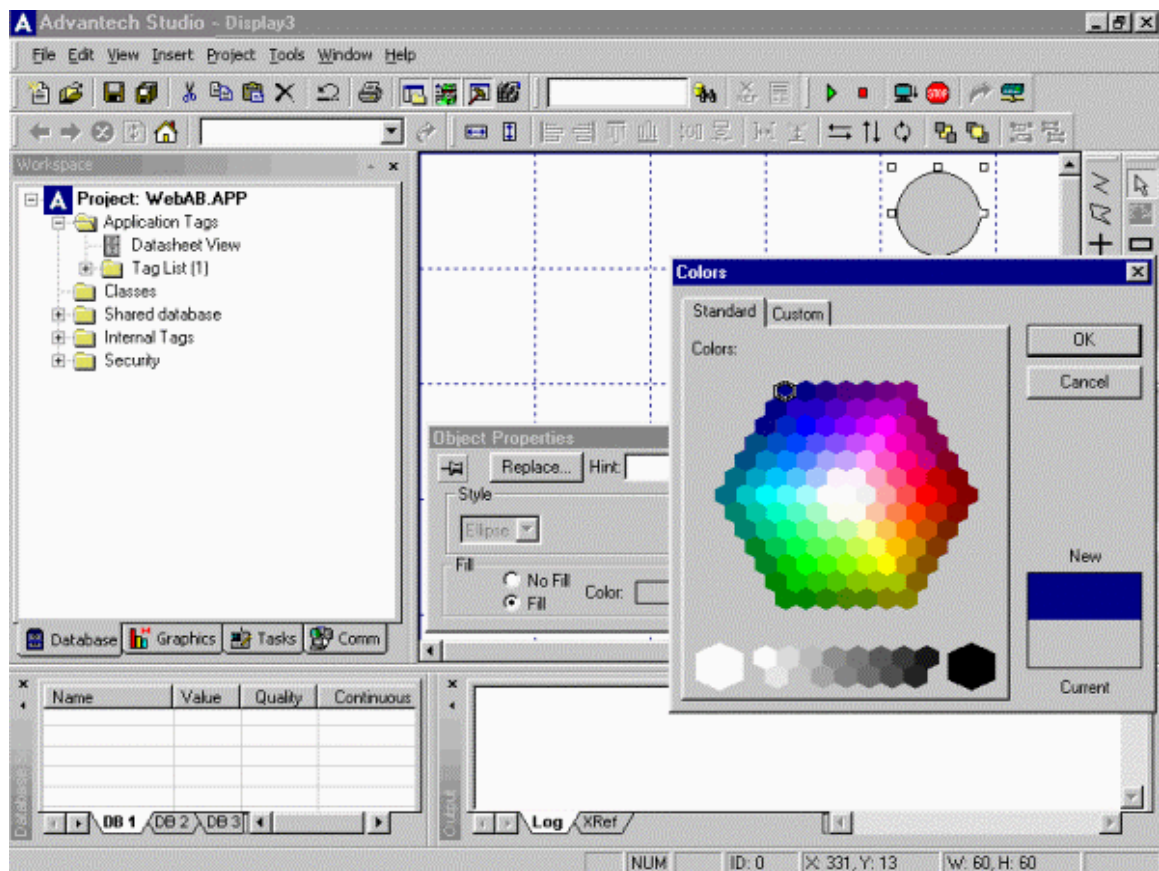 Advantech Studio - Display3
File Edit View Insert Project Tools Window Help
STOP
Workspace
Project: WebAB.APP
Application Tags
Datasheet View
Tag List (1)
Classes
Shared database
Internal Tags
Security
Database Graphics Tasks Comm
Object Properties
Replace... Hint:
Style
Ellipse
Fill
No Fill
Fill
Color:
Colors
Standard Custom
Colors:
OK
Cancel
New
Current
Name Value Quality Continuous
DB 1 DB 2 DB 3
Output
Log XRef
NUM ID: 0 X: 331, Y: 13 W: 60, H: 60